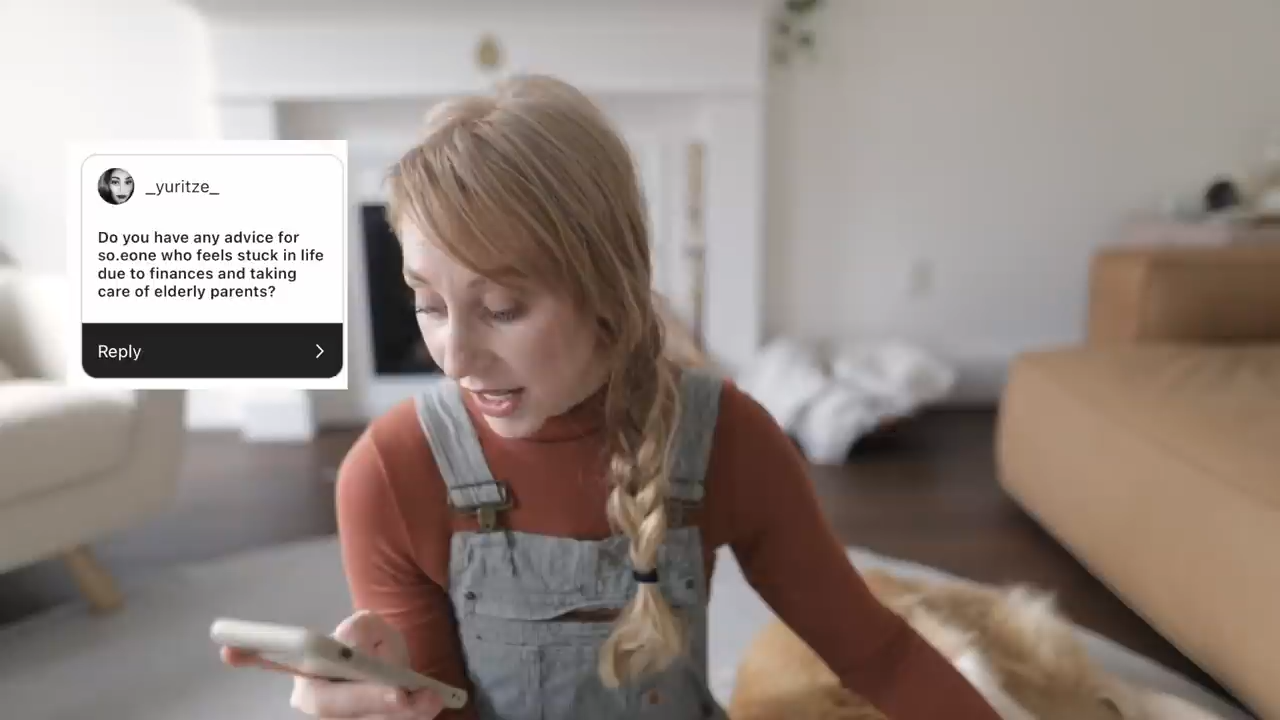 _yuritze_
Do you have any advice for
so.eone who feels stuck in life
due to finances and taking
care of elderly parents?
Reply